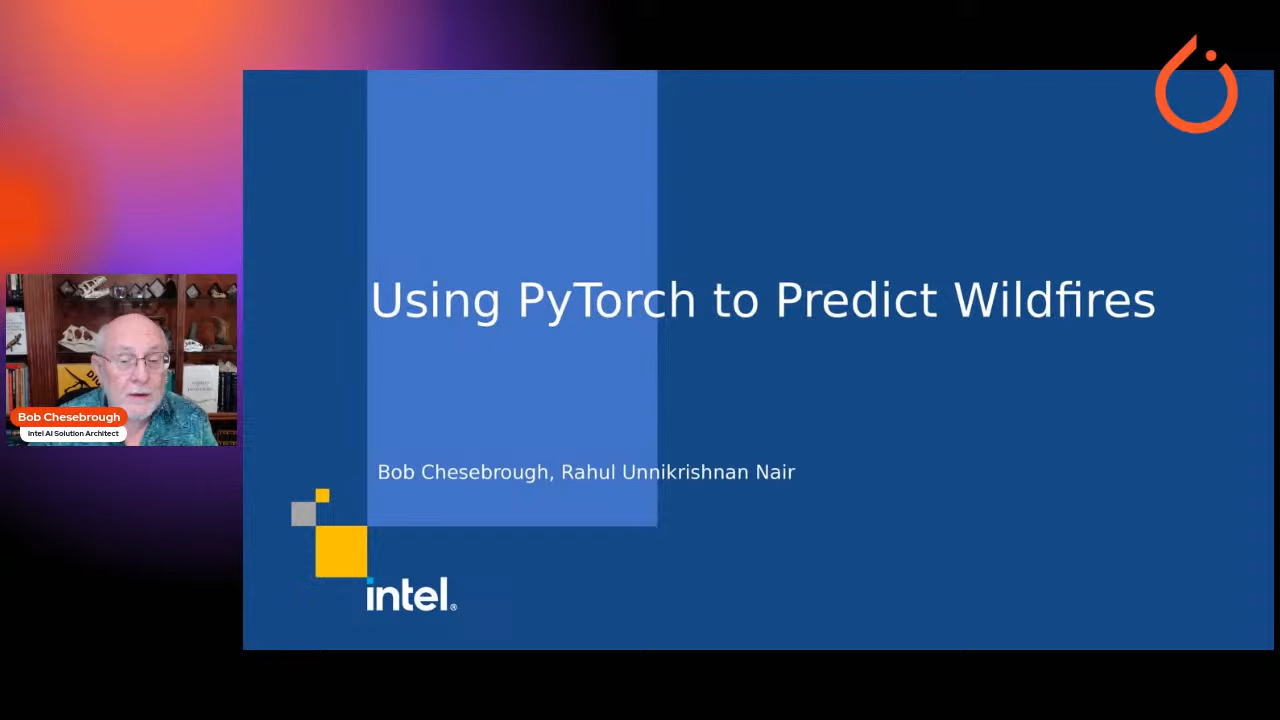 Using PyTorch to Predict Wildfires
Bob Chesebrough, Rahul Unnikrishnan Nair
intel®
Bob Chesebrough
Intel AI Solution Architect